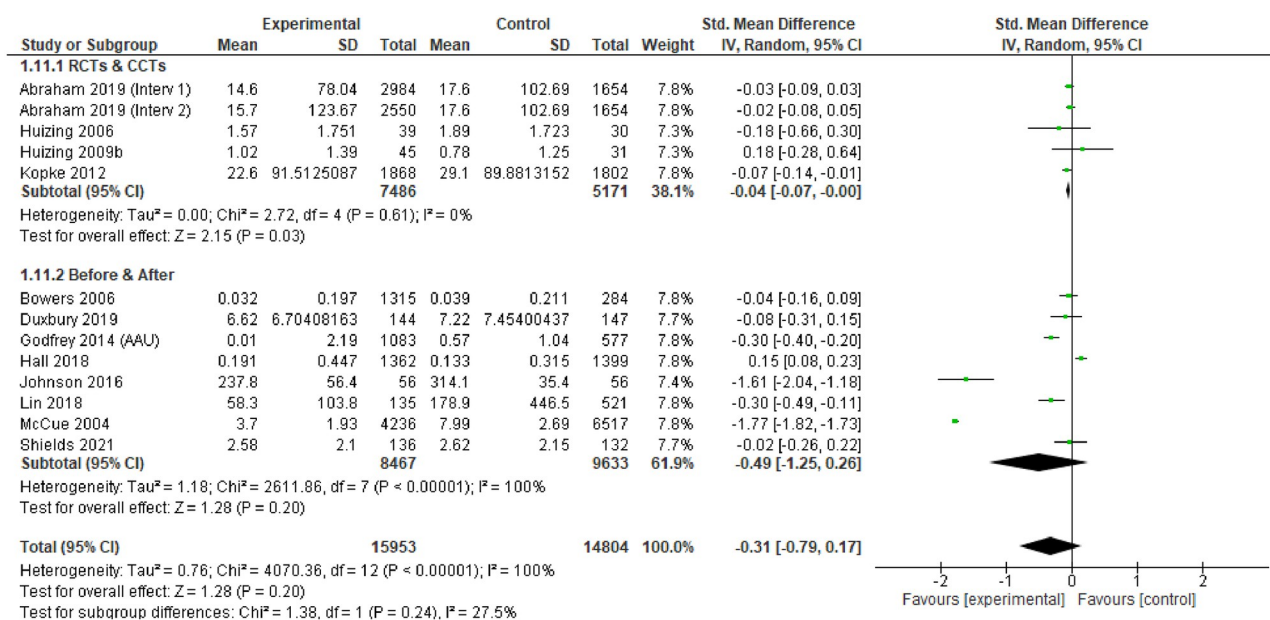 Experimental Control Std. Mean Difference Std. Mean Difference
Study or Subgroup Mean SD Total Mean SD Total Weight IV, Random, 95% CI IV, Random, 95% CI
1.11.1 RCTs & CCTs
Abraham 2019 (Interv 1) 14.6 78.04 2984 17.6 102.69 1654 7.8% -0.03 [-0.09, 0.03]
Abraham 2019 (Interv 2) 15.7 123.67 2550 17.6 102.69 1654 7.8% -0.02 [-0.08, 0.05]
Huizing 2006 1.57 1.751 39 1.89 1.723 30 7.3% -0.18 [-0.66, 0.30]
Huizing 2009b 1.02 1.39 45 0.78 1.25 31 7.3% 0.18 [-0.28, 0.64]
Kopke 2012 22.6 91.5125087 1868 29.1 89.8813152 1802 7.8% -0.07 [-0.14, -0.01]
Subtotal (95% CI) 7486 5171 38.1% -0.04 [-0.07, -0.00]
Heterogeneity: Tau² = 0.00; Chi² = 2.72, df = 4 (P = 0.61); I² = 0%
Test for overall effect: Z = 2.15 (P = 0.03)
1.11.2 Before & After
Bowers 2006 0.032 0.197 1315 0.039 0.211 284 7.8% -0.04 [-0.16, 0.09]
Duxbury 2019 6.62 6.70408163 144 7.22 7.45400437 147 7.7% -0.08 [-0.31, 0.15]
Godfrey 2014 (AAU) 0.01 2.19 1083 0.57 1.04 577 7.8% -0.30 [-0.40, -0.20]
Hall 2018 0.191 0.447 1362 0.133 0.315 1399 7.8% 0.15 [0.08, 0.23]
Johnson 2016 237.8 56.4 56 314.1 35.4 56 7.4% -1.61 [-2.04, -1.18]
Lin 2018 58.3 103.8 135 178.9 446.5 521 7.8% -0.30 [-0.49, -0.11]
McCue 2004 3.7 1.93 4236 7.99 2.69 6517 7.8% -1.77 [-1.82, -1.73]
Shields 2021 2.58 2.1 136 2.62 2.15 132 7.7% -0.02 [-0.26, 0.22]
Subtotal (95% CI) 8467 9633 61.9% -0.49 [-1.25, 0.26]
Heterogeneity: Tau² = 1.18; Chi² = 2611.86, df = 7 (P < 0.00001); I² = 100%
Test for overall effect: Z = 1.28 (P = 0.20)
Total (95% CI) 15953 14804 100.0% -0.31 [-0.79, 0.17]
Heterogeneity: Tau² = 0.76; Chi² = 4070.36, df = 12 (P < 0.00001); I² = 100%
Test for overall effect: Z = 1.28 (P = 0.20)
Test for subgroup differences: Chi² = 1.38, df = 1 (P = 0.24), I² = 27.5%
-2 -1 0 1 2
Favours [experimental] Favours [control]